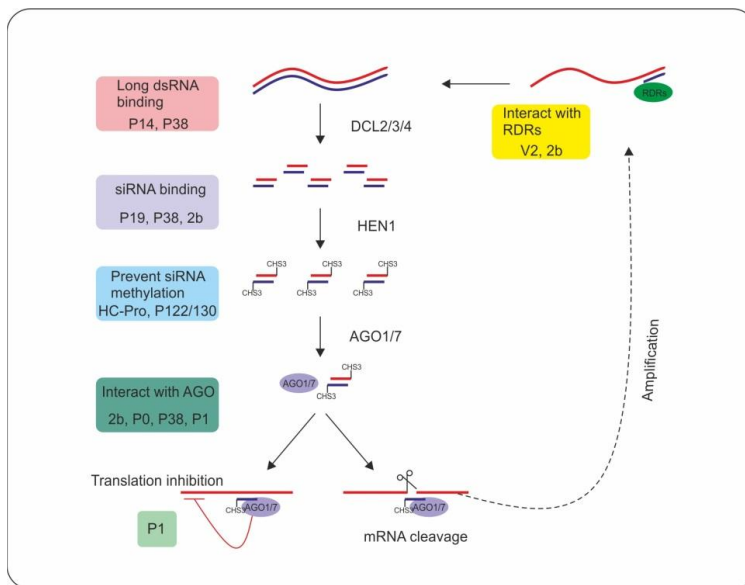 Long dsRNA
binding
P14, P38
RDRs
Interact with
RDRs
V2, 2b
DCL2/3/4
siRNA binding
P19, P38, 2b
HEN1
CHS3 CHS3 CHS3
CHS3 CHS3 CHS3
Prevent siRNA
methylation
HC-Pro, P122/130
AGO1/7
Amplification
CHS3
AGO1/7
CHS3
Interact with AGO
2b, P0, P38, P1
Translation inhibition
CHS3 AGO1/7
CHS3 AGO1/7
P1
mRNA cleavage